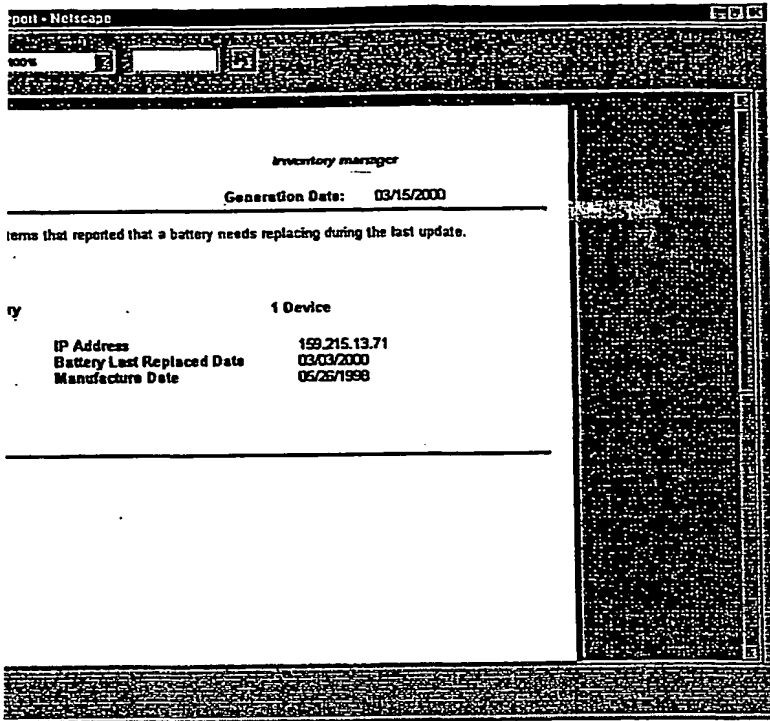 eport - Netscape
100%
Inventory manager
Generation Date: 03/15/2000
tems that reported that a battery needs replacing during the last update.
ry 1 Device
IP Address 159.215.13.71
Battery Last Replaced Date 03/03/2000
Manufacture Date 05/26/1998